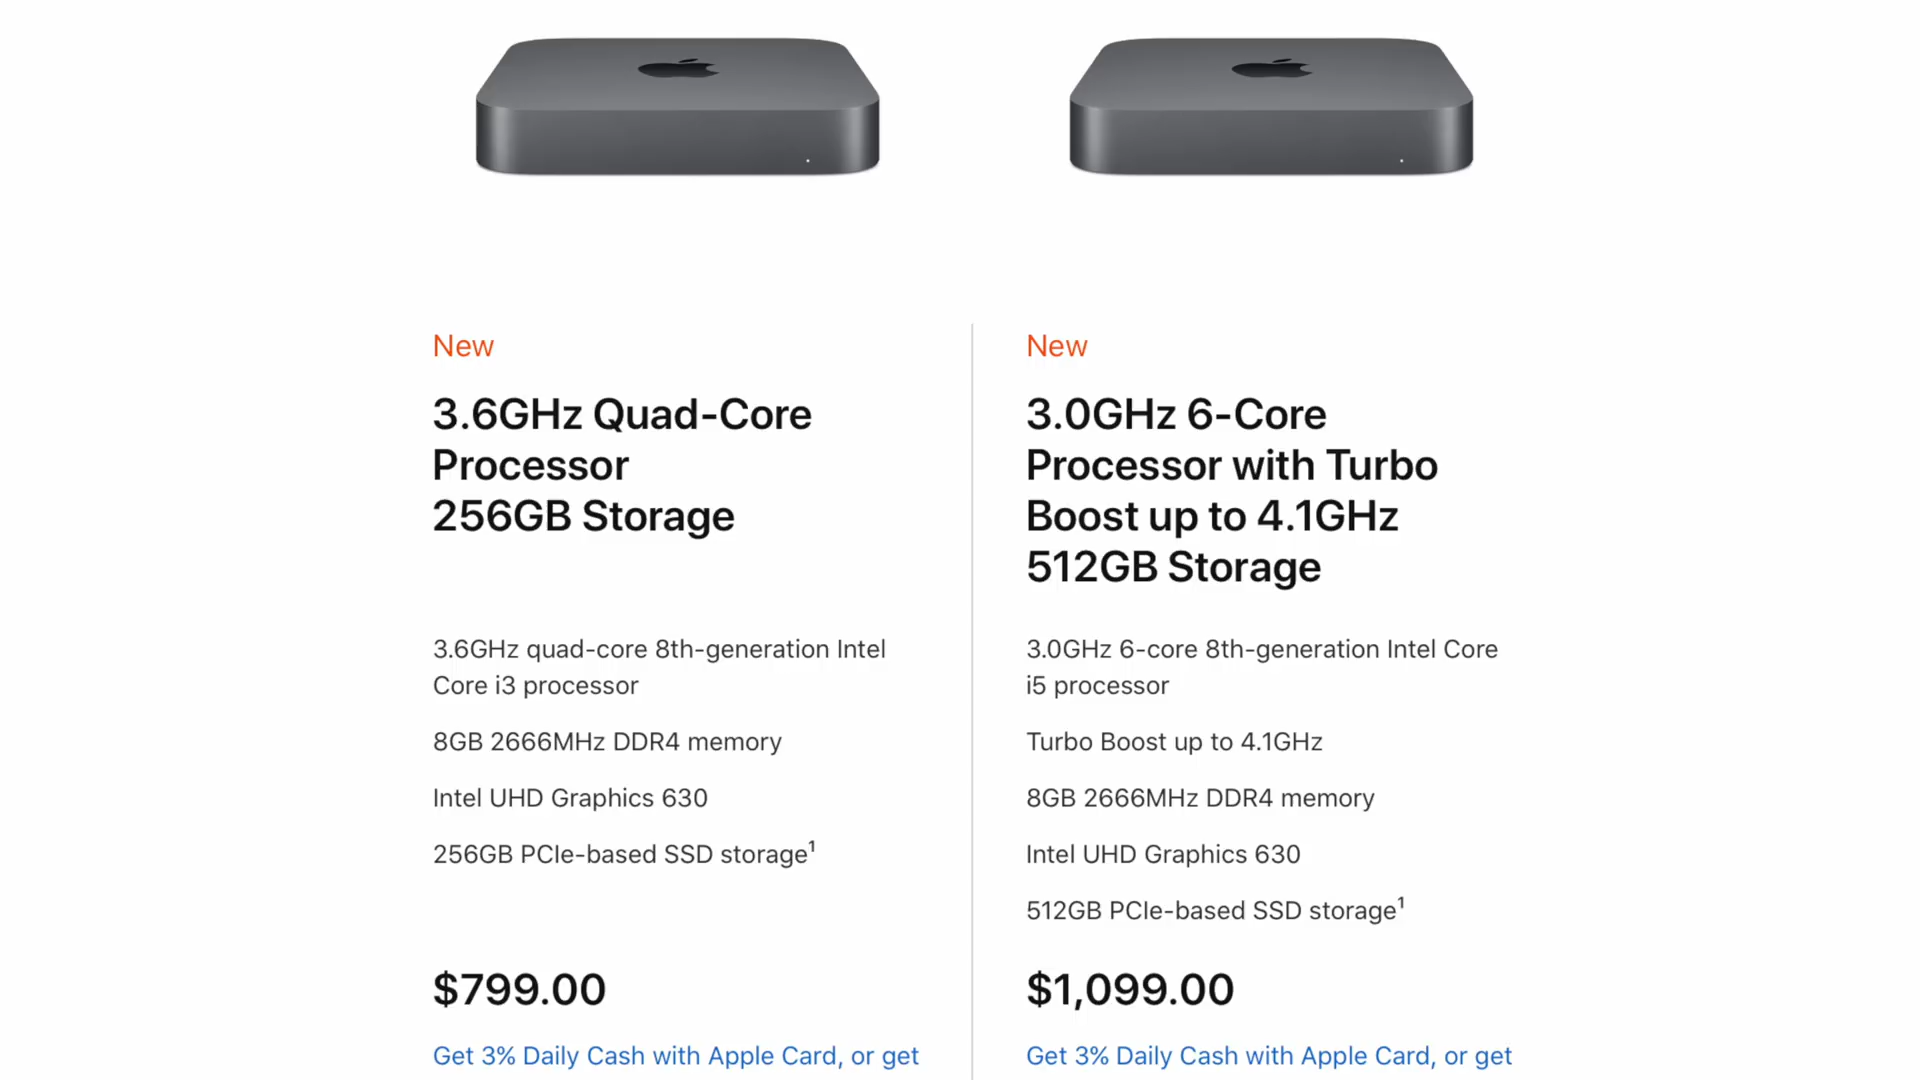 New
3.6GHz Quad-Core
Processor
256GB Storage
3.6GHz quad-core 8th-generation Intel
Core i3 processor
8GB 2666MHz DDR4 memory
Intel UHD Graphics 630
256GB PCIe-based SSD storage¹
$799.00
Get 3% Daily Cash with Apple Card, or get
New
3.0GHz 6-Core
Processor with Turbo
Boost up to 4.1GHz
512GB Storage
3.0GHz 6-core 8th-generation Intel Core
i5 processor
Turbo Boost up to 4.1GHz
8GB 2666MHz DDR4 memory
Intel UHD Graphics 630
512GB PCIe-based SSD storage¹
$1,099.00
Get 3% Daily Cash with Apple Card, or get